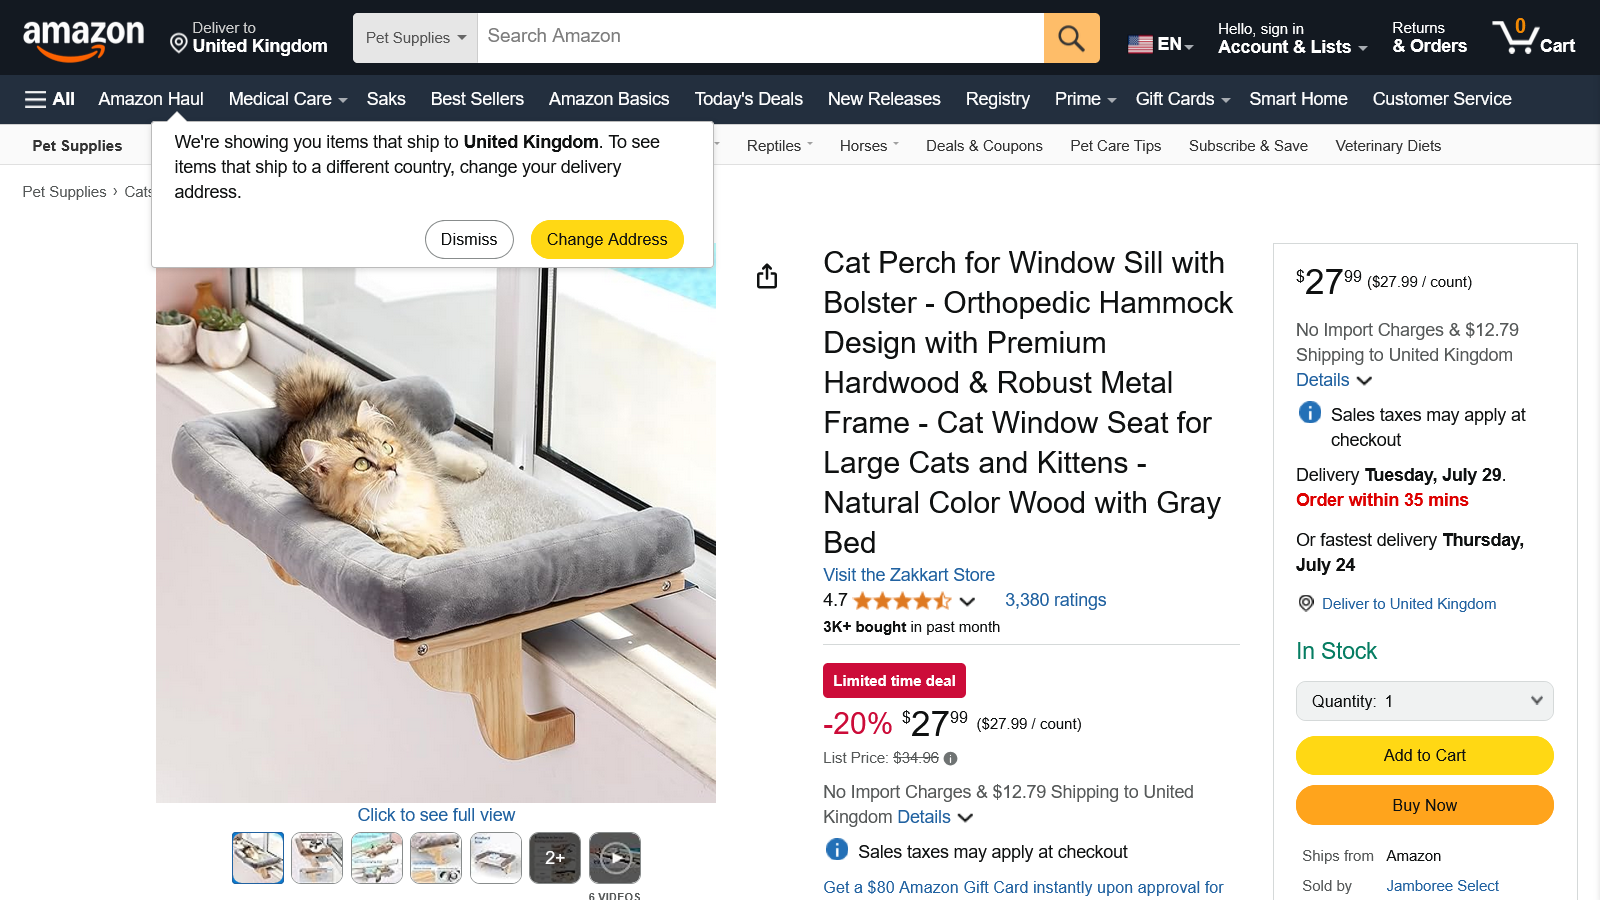 amazon
Deliver to
United Kingdom
Pet Supplies
Search Amazon
EN
Hello, sign in
Account & Lists
Returns
& Orders
0
Cart
All
Amazon Haul
Medical Care
Saks
Best Sellers
Amazon Basics
Today's Deals
New Releases
Registry
Prime
Gift Cards
Smart Home
Customer Service
Pet Supplies
Reptiles
Horses
Deals & Coupons
Pet Care Tips
Subscribe & Save
Veterinary Diets
We're showing you items that ship to United Kingdom. To see
items that ship to a different country, change your delivery
address.
Dismiss
Change Address
Pet Supplies › Cats
Click to see full view
2+
6 VIDEOS
Cat Perch for Window Sill with
Bolster - Orthopedic Hammock
Design with Premium
Hardwood & Robust Metal
Frame - Cat Window Seat for
Large Cats and Kittens -
Natural Color Wood with Gray
Bed
Visit the Zakkart Store
4.7
3,380 ratings
3K+ bought in past month
Limited time deal
-20% $27.99 ($27.99 / count)
List Price: $34.96
No Import Charges & $12.79 Shipping to United
Kingdom Details
Sales taxes may apply at checkout
Get a $80 Amazon Gift Card instantly upon approval for
$27.99 ($27.99 / count)
No Import Charges & $12.79
Shipping to United Kingdom
Details
Sales taxes may apply at
checkout
Delivery Tuesday, July 29.
Order within 35 mins
Or fastest delivery Thursday,
July 24
Deliver to United Kingdom
In Stock
Quantity: 1
Add to Cart
Buy Now
Ships from Amazon
Sold by Jamboree Select